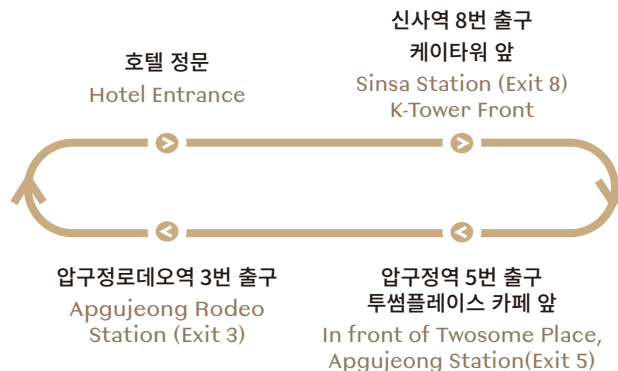 호텔 정문
Hotel Entrance
신사역 8번 출구
케이타워 앞
Sinsa Station (Exit 8)
K-Tower Front
압구정로데오역 3번 출구
Apgujeong Rodeo
Station (Exit 3)
압구정역 5번 출구
투썸플레이스 카페 앞
In front of Twosome Place,
Apgujeong Station(Exit 5)